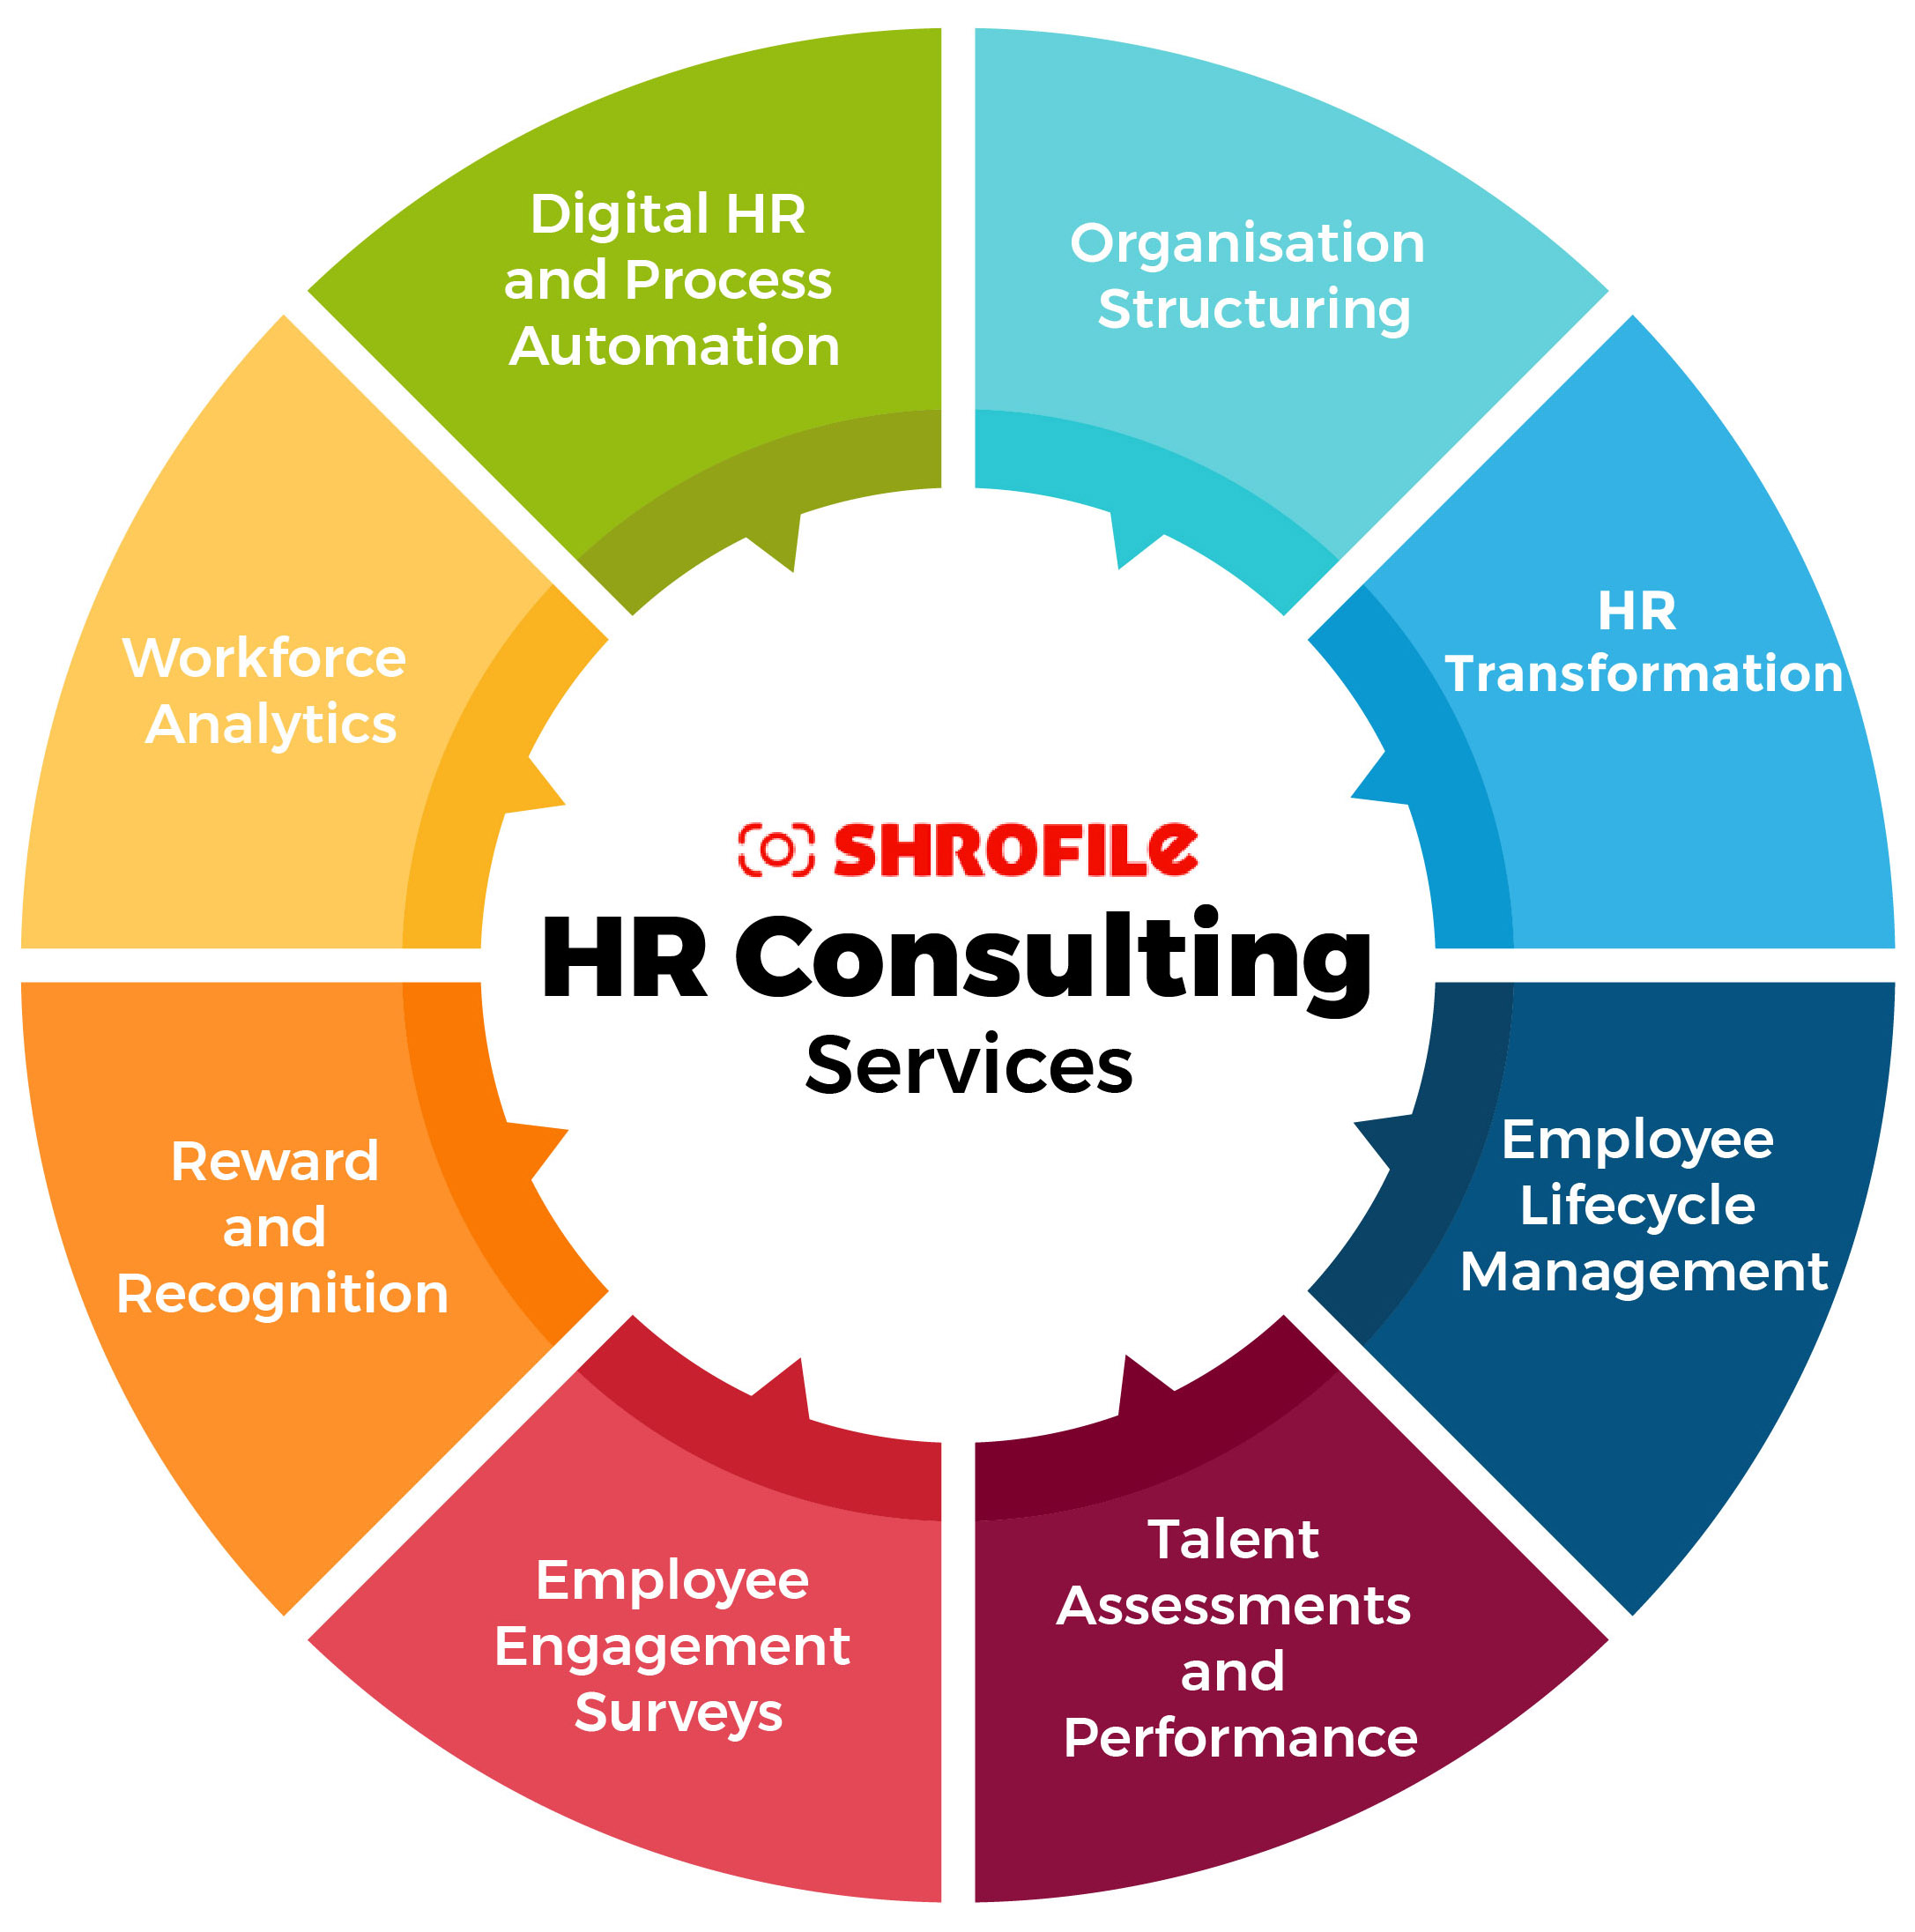 Digital HR
and Process
Automation
Organisation
Structuring
HR
Transformation
Employee
Lifecycle
Management
Talent
Assessments
and
Performance
Employee
Engagement
Surveys
Reward
and
Recognition
Workforce
Analytics
SHROFILe
HR Consulting
Services